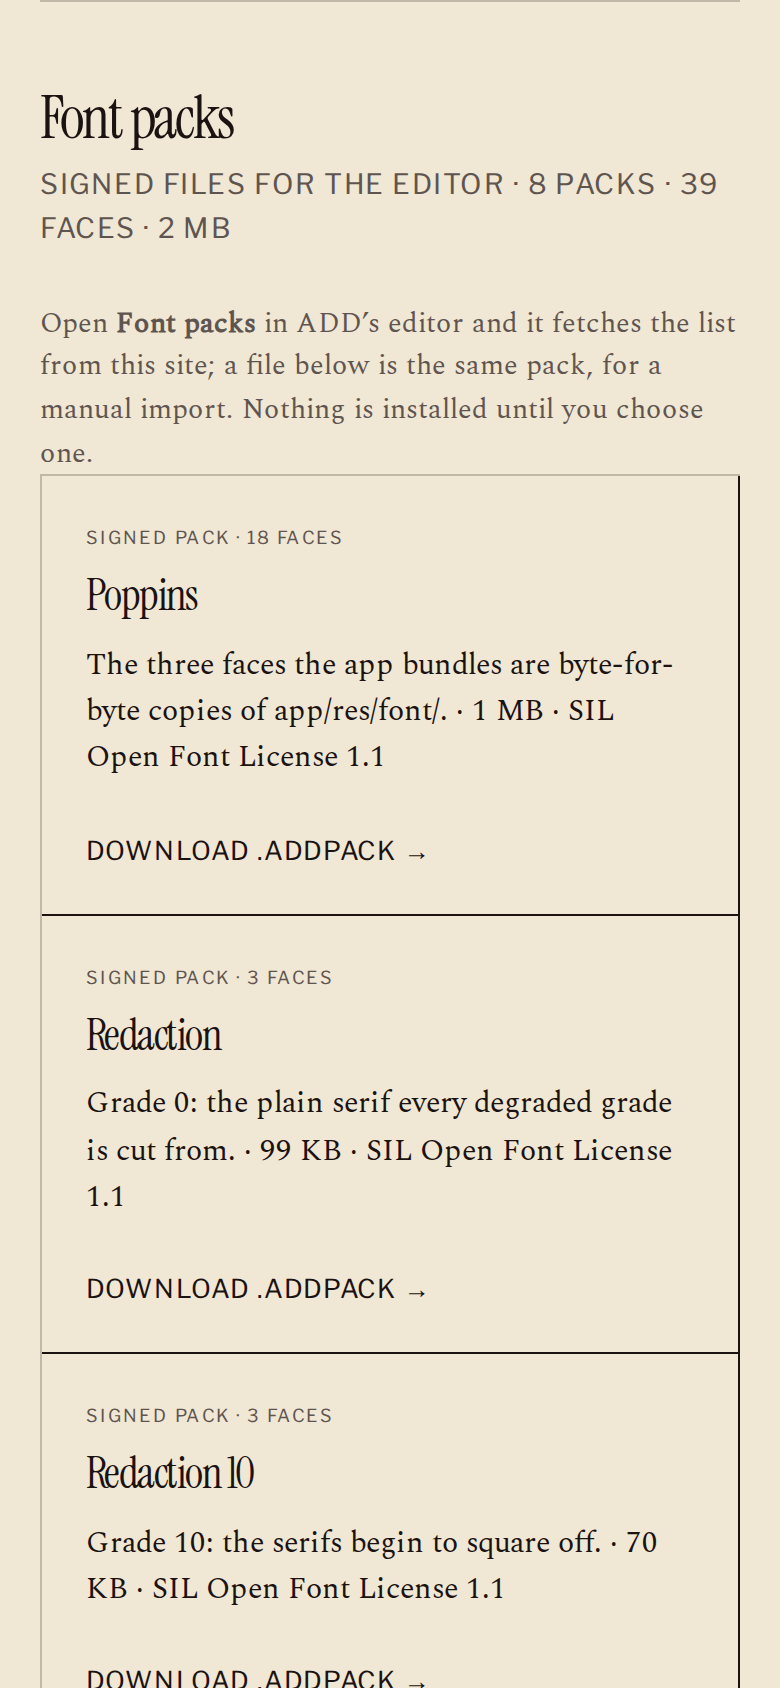 Font packs
SIGNED FILES FOR THE EDITOR · 8 PACKS · 39
FACES · 2 MB
Open Font packs in ADD’s editor and it fetches the list
from this site; a file below is the same pack, for a
manual import. Nothing is installed until you choose
one.
SIGNED PACK · 18 FACES
Poppins
The three faces the app bundles are byte-for-
byte copies of app/res/font/. · 1 MB · SIL
Open Font License 1.1
DOWNLOAD .ADDPACK →
SIGNED PACK · 3 FACES
Redaction
Grade 0: the plain serif every degraded grade
is cut from. · 99 KB · SIL Open Font License
1.1
DOWNLOAD .ADDPACK →
SIGNED PACK · 3 FACES
Redaction 10
Grade 10: the serifs begin to square off. · 70
KB · SIL Open Font License 1.1
DOWNLOAD .ADDPACK →